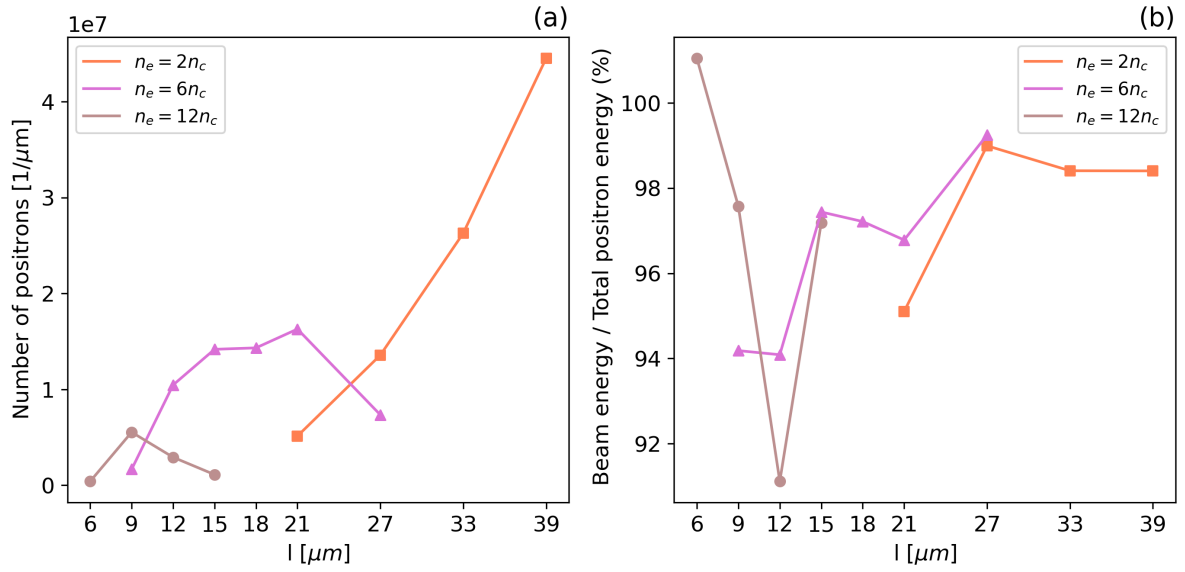 1e7
(a)
Number of positrons [1/μm]
4
3
2
1
0
n_e = 2n_c
n_e = 6n_c
n_e = 12n_c
6 9 12 15 18 21 27 33 39
l [μm]
(b)
Beam energy / Total positron energy (%)
100
98
96
94
92
n_e = 2n_c
n_e = 6n_c
n_e = 12n_c
6 9 12 15 18 21 27 33 39
l [μm]